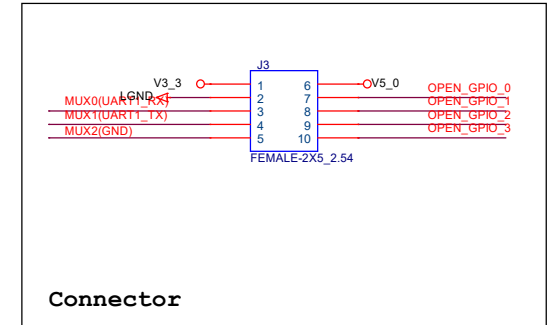 J3
V3_3
V5_0
1 6
LGND
2 7
OPEN_GPIO_0
MUX0(UART1_RX)
3 8
OPEN_GPIO_1
MUX1(UART1_TX)
4 9
OPEN_GPIO_2
MUX2(GND)
5 10
OPEN_GPIO_3
FEMALE-2X5_2.54
Connector